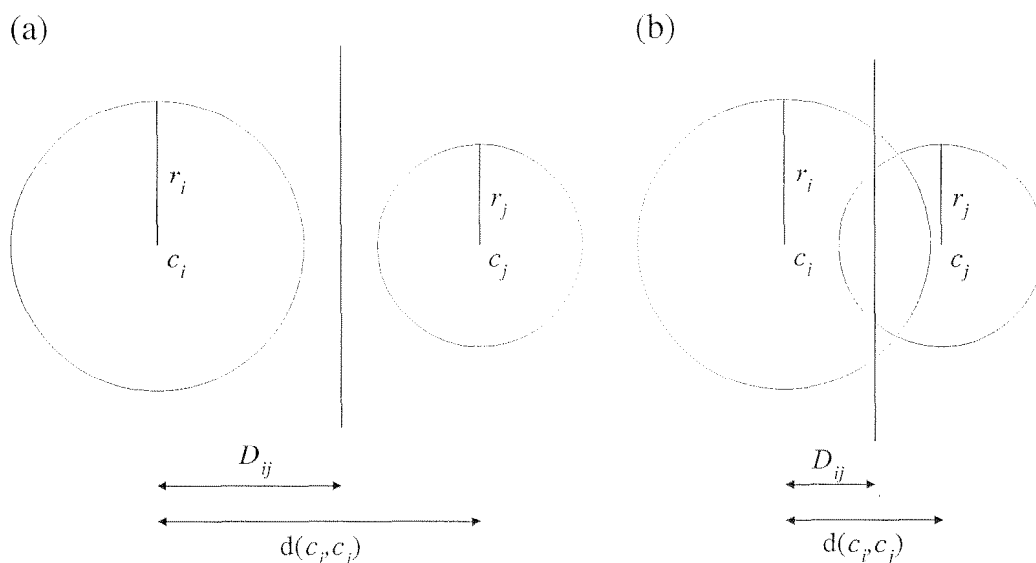 (a)
(b)
r_i
r_j
c_i
c_j
D_ij
d(c_i,c_j)
r_i
r_j
c_i
c_j
D_ij
d(c_i,c_j)